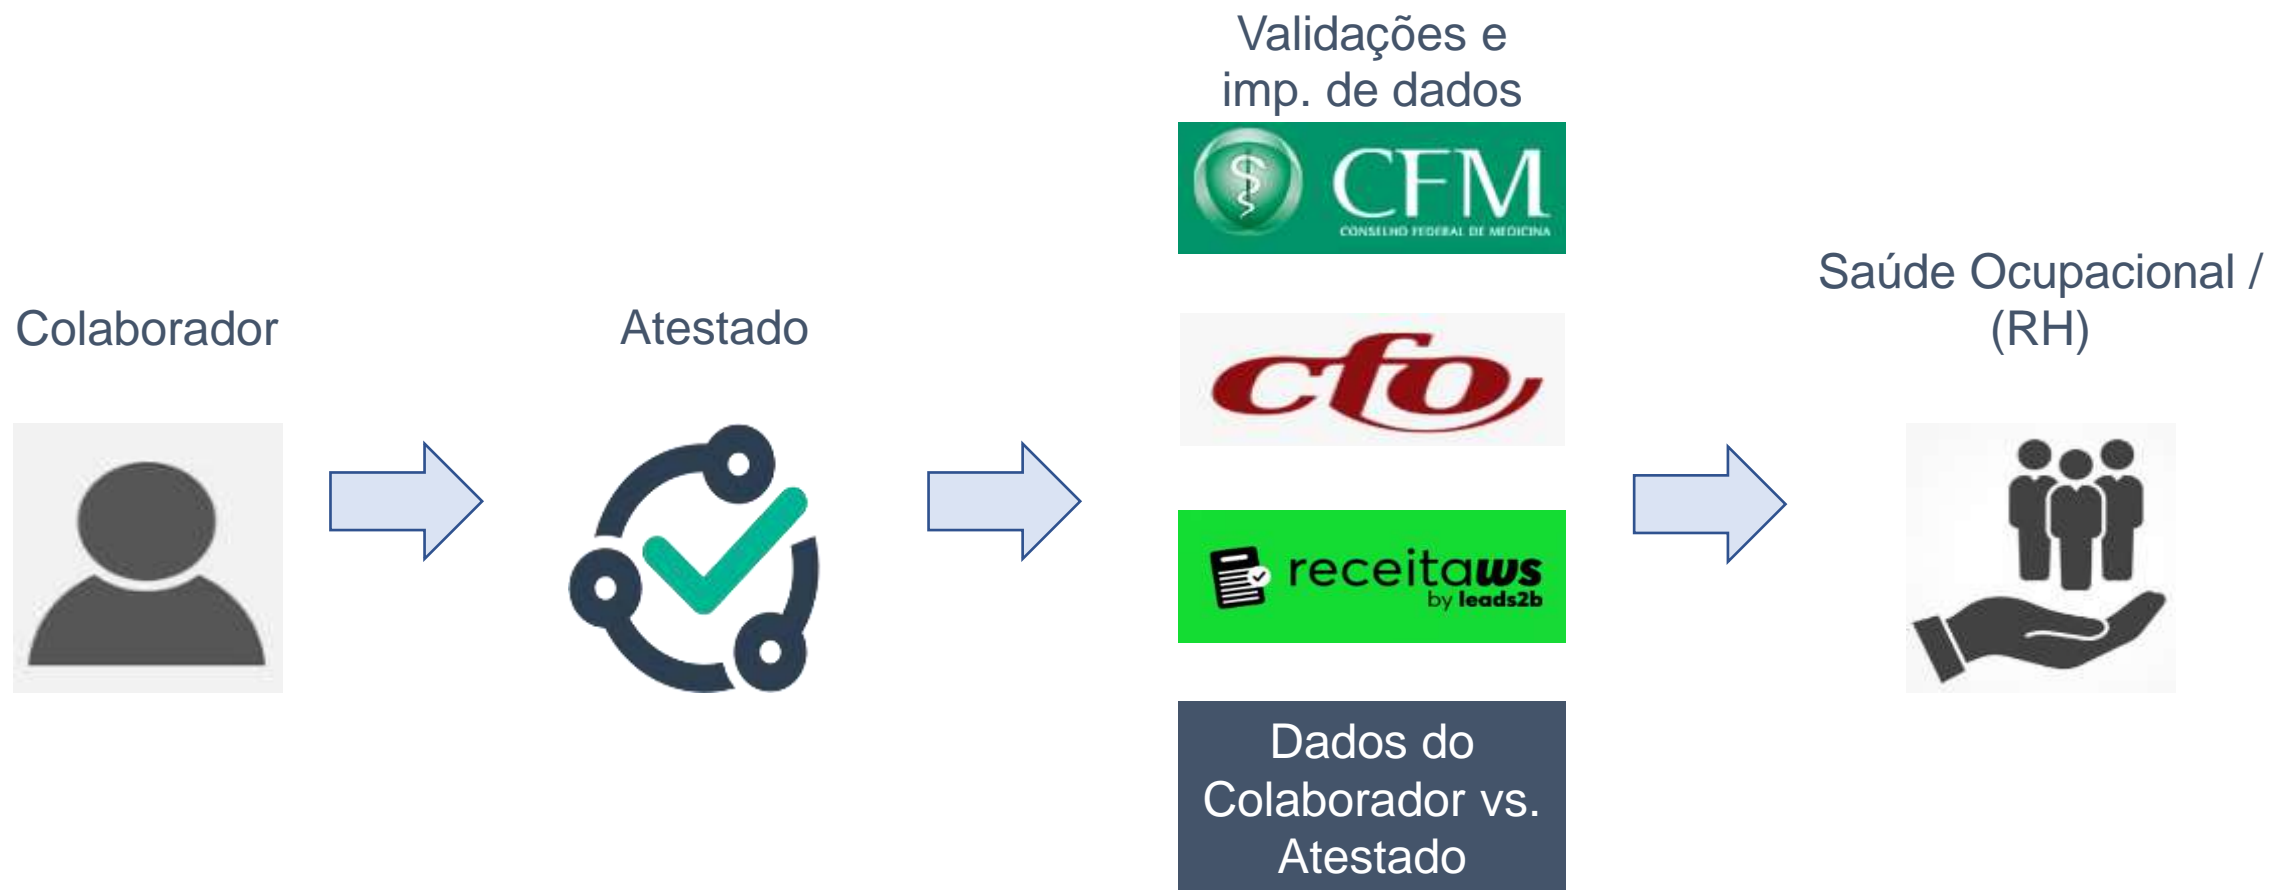 Colaborador
Atestado
Validações e
imp. de dados
CFM
CONSELHO FEDERAL DE MEDICINA
cfo
receitaws
by leads2b
Dados do
Colaborador vs.
Atestado
Saúde Ocupacional /
(RH)